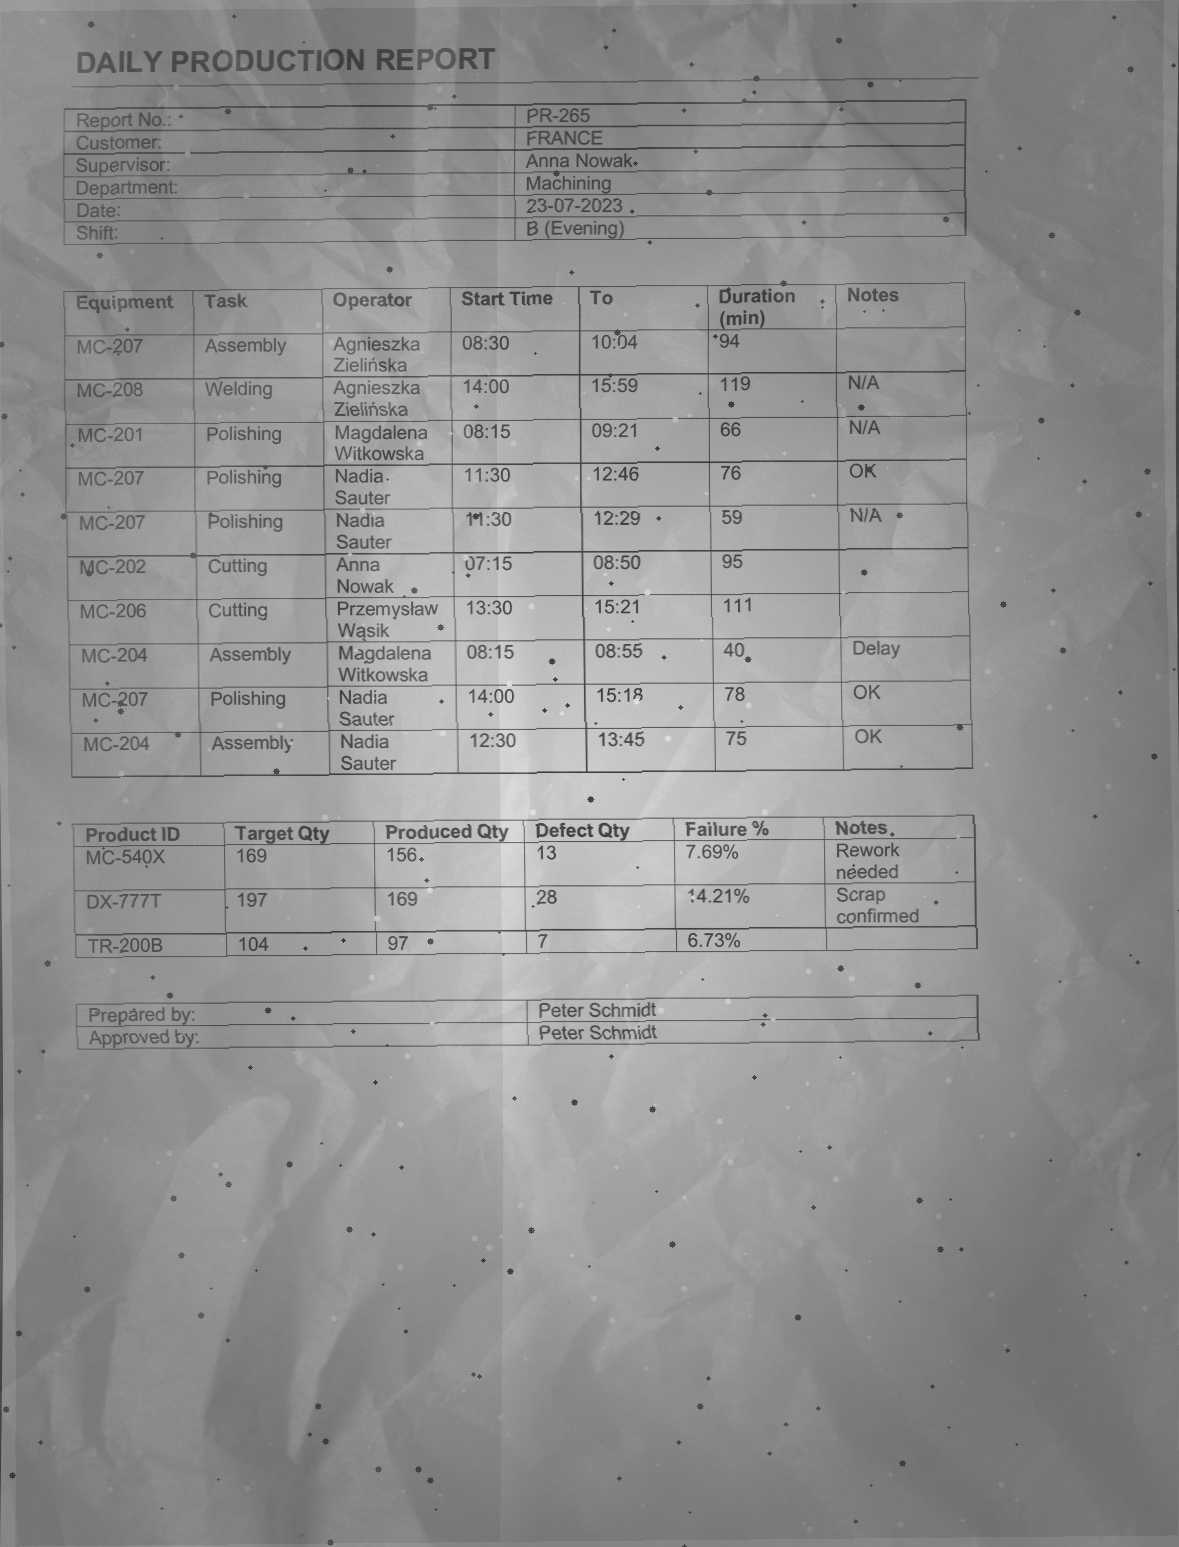 DAILY PRODUCTION REPORT
Report No.: PR-265
Customer: FRANCE
Supervisor: Anna Nowak
Department: Machining
Date: 23-07-2023
Shift: B (Evening)
Equipment Task Operator Start Time To Duration (min) Notes
MC-207 Assembly Agnieszka Zielińska 08:30 10:04 94
MC-208 Welding Agnieszka Zielińska 14:00 15:59 119 N/A
MC-201 Polishing Magdalena Witkowska 08:15 09:21 66 N/A
MC-207 Polishing Nadia Sauter 11:30 12:46 76 OK
MC-207 Polishing Nadia Sauter 11:30 12:29 59 N/A
MC-202 Cutting Anna Nowak 07:15 08:50 95
MC-206 Cutting Przemysław Wąsik 13:30 15:21 111
MC-204 Assembly Magdalena Witkowska 08:15 08:55 40 Delay
MC-207 Polishing Nadia Sauter 14:00 15:18 78 OK
MC-204 Assembly Nadia Sauter 12:30 13:45 75 OK
Product ID Target Qty Produced Qty Defect Qty Failure % Notes
MC-540X 169 156 13 7.69% Rework needed
DX-777T 197 169 28 14.21% Scrap confirmed
TR-200B 104 97 7 6.73%
Prepared by: Peter Schmidt
Approved by: Peter Schmidt